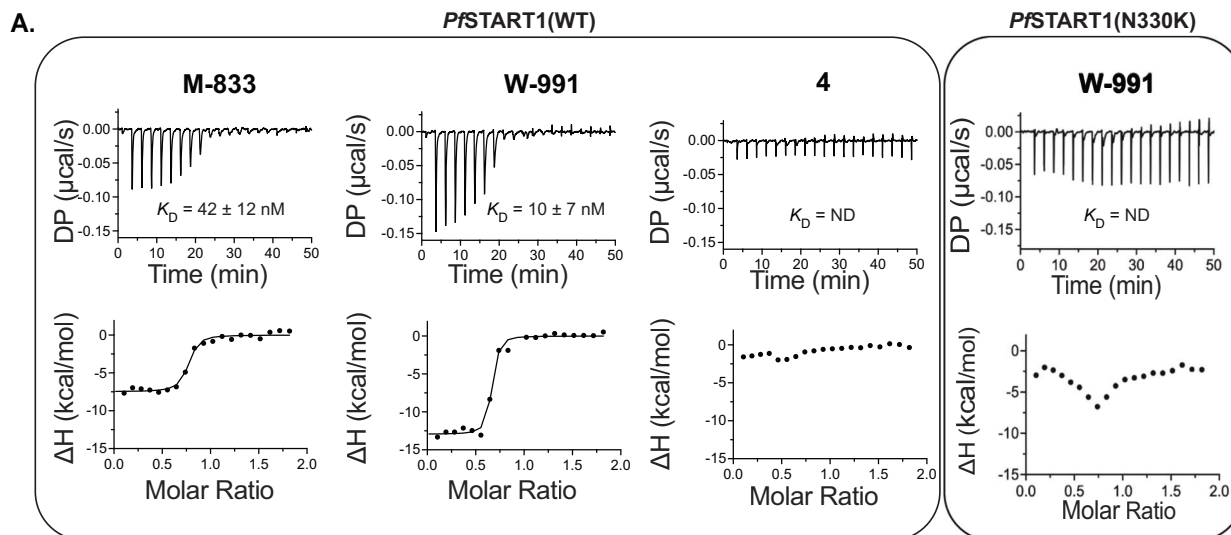 A.
PfSTART1(WT)
PfSTART1(N330K)
M-833
W-991
4
W-991
DP (µcal/s)
0.00
-0.05
-0.10
-0.15
KD = 42 ± 12 nM
0 10 20 30 40 50
Time (min)
DP (µcal/s)
0.00
-0.05
-0.10
-0.15
KD = 10 ± 7 nM
0 10 20 30 40 50
Time (min)
DP (µcal/s)
0.00
-0.05
-0.10
-0.15
KD = ND
0 10 20 30 40 50
Time (min)
DP (µcal/s)
0.00
-0.05
-0.10
-0.15
KD = ND
0 10 20 30 40 50
Time (min)
ΔH (kcal/mol)
0
-5
-10
-15
0.0 0.5 1.0 1.5 2.0
Molar Ratio
ΔH (kcal/mol)
0
-5
-10
-15
0.0 0.5 1.0 1.5 2.0
Molar Ratio
ΔH (kcal/mol)
0
-5
-10
-15
0.0 0.5 1.0 1.5 2.0
Molar Ratio
ΔH (kcal/mol)
0
-5
-10
-15
0.0 0.5 1.0 1.5 2.0
Molar Ratio